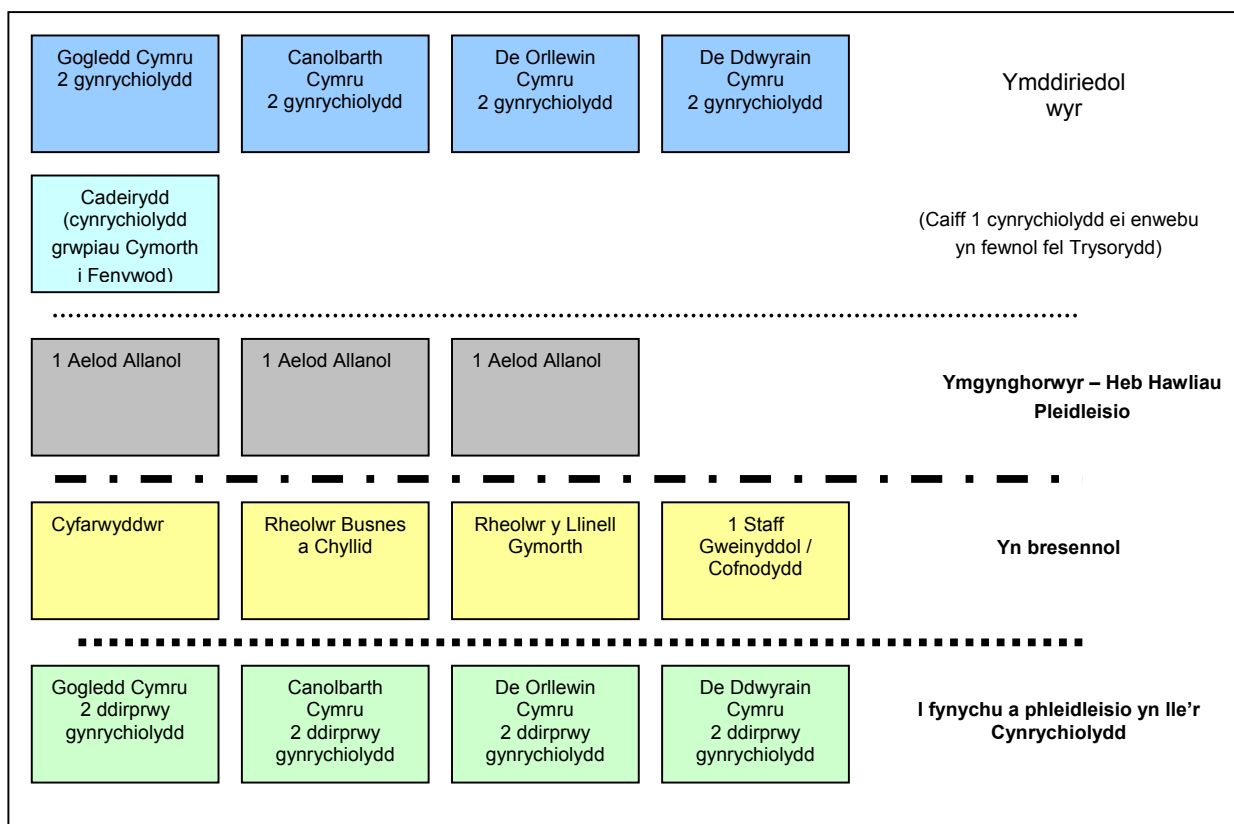 Gogledd Cymru
2 gynrychiolydd
Canolbarth
Cymru
2 gynrychiolydd
De Orllewin
Cymru
2 gynrychiolydd
De Ddwyrain
Cymru
2 gynrychiolydd
Ymddiriedol
wyr
Cadeirydd
(cynrychiolydd
grwpiau Cymorth
i Fenywod)
(Caiff 1 cynrychiolydd ei enwebu
yn fewnol fel Trysorydd)
1 Aelod Allanol
1 Aelod Allanol
1 Aelod Allanol
Ymgynghorwyr – Heb Hawliau
Pleidleisio
Cyfarwyddwr
Rheolwr Busnes
a Chyllid
Rheolwr y Llinell
Gymorth
1 Staff
Gweinyddol /
Cofnodydd
Yn bresennol
Gogledd Cymru
2 ddirprwy
gynrychiolydd
Canolbarth
Cymru
2 ddirprwy
gynrychiolydd
De Orllewin
Cymru
2 ddirprwy
gynrychiolydd
De Ddwyrain
Cymru
2 ddirprwy
gynrychiolydd
I fynychu a phleidleisio yn lle'r
Cynrychiolydd